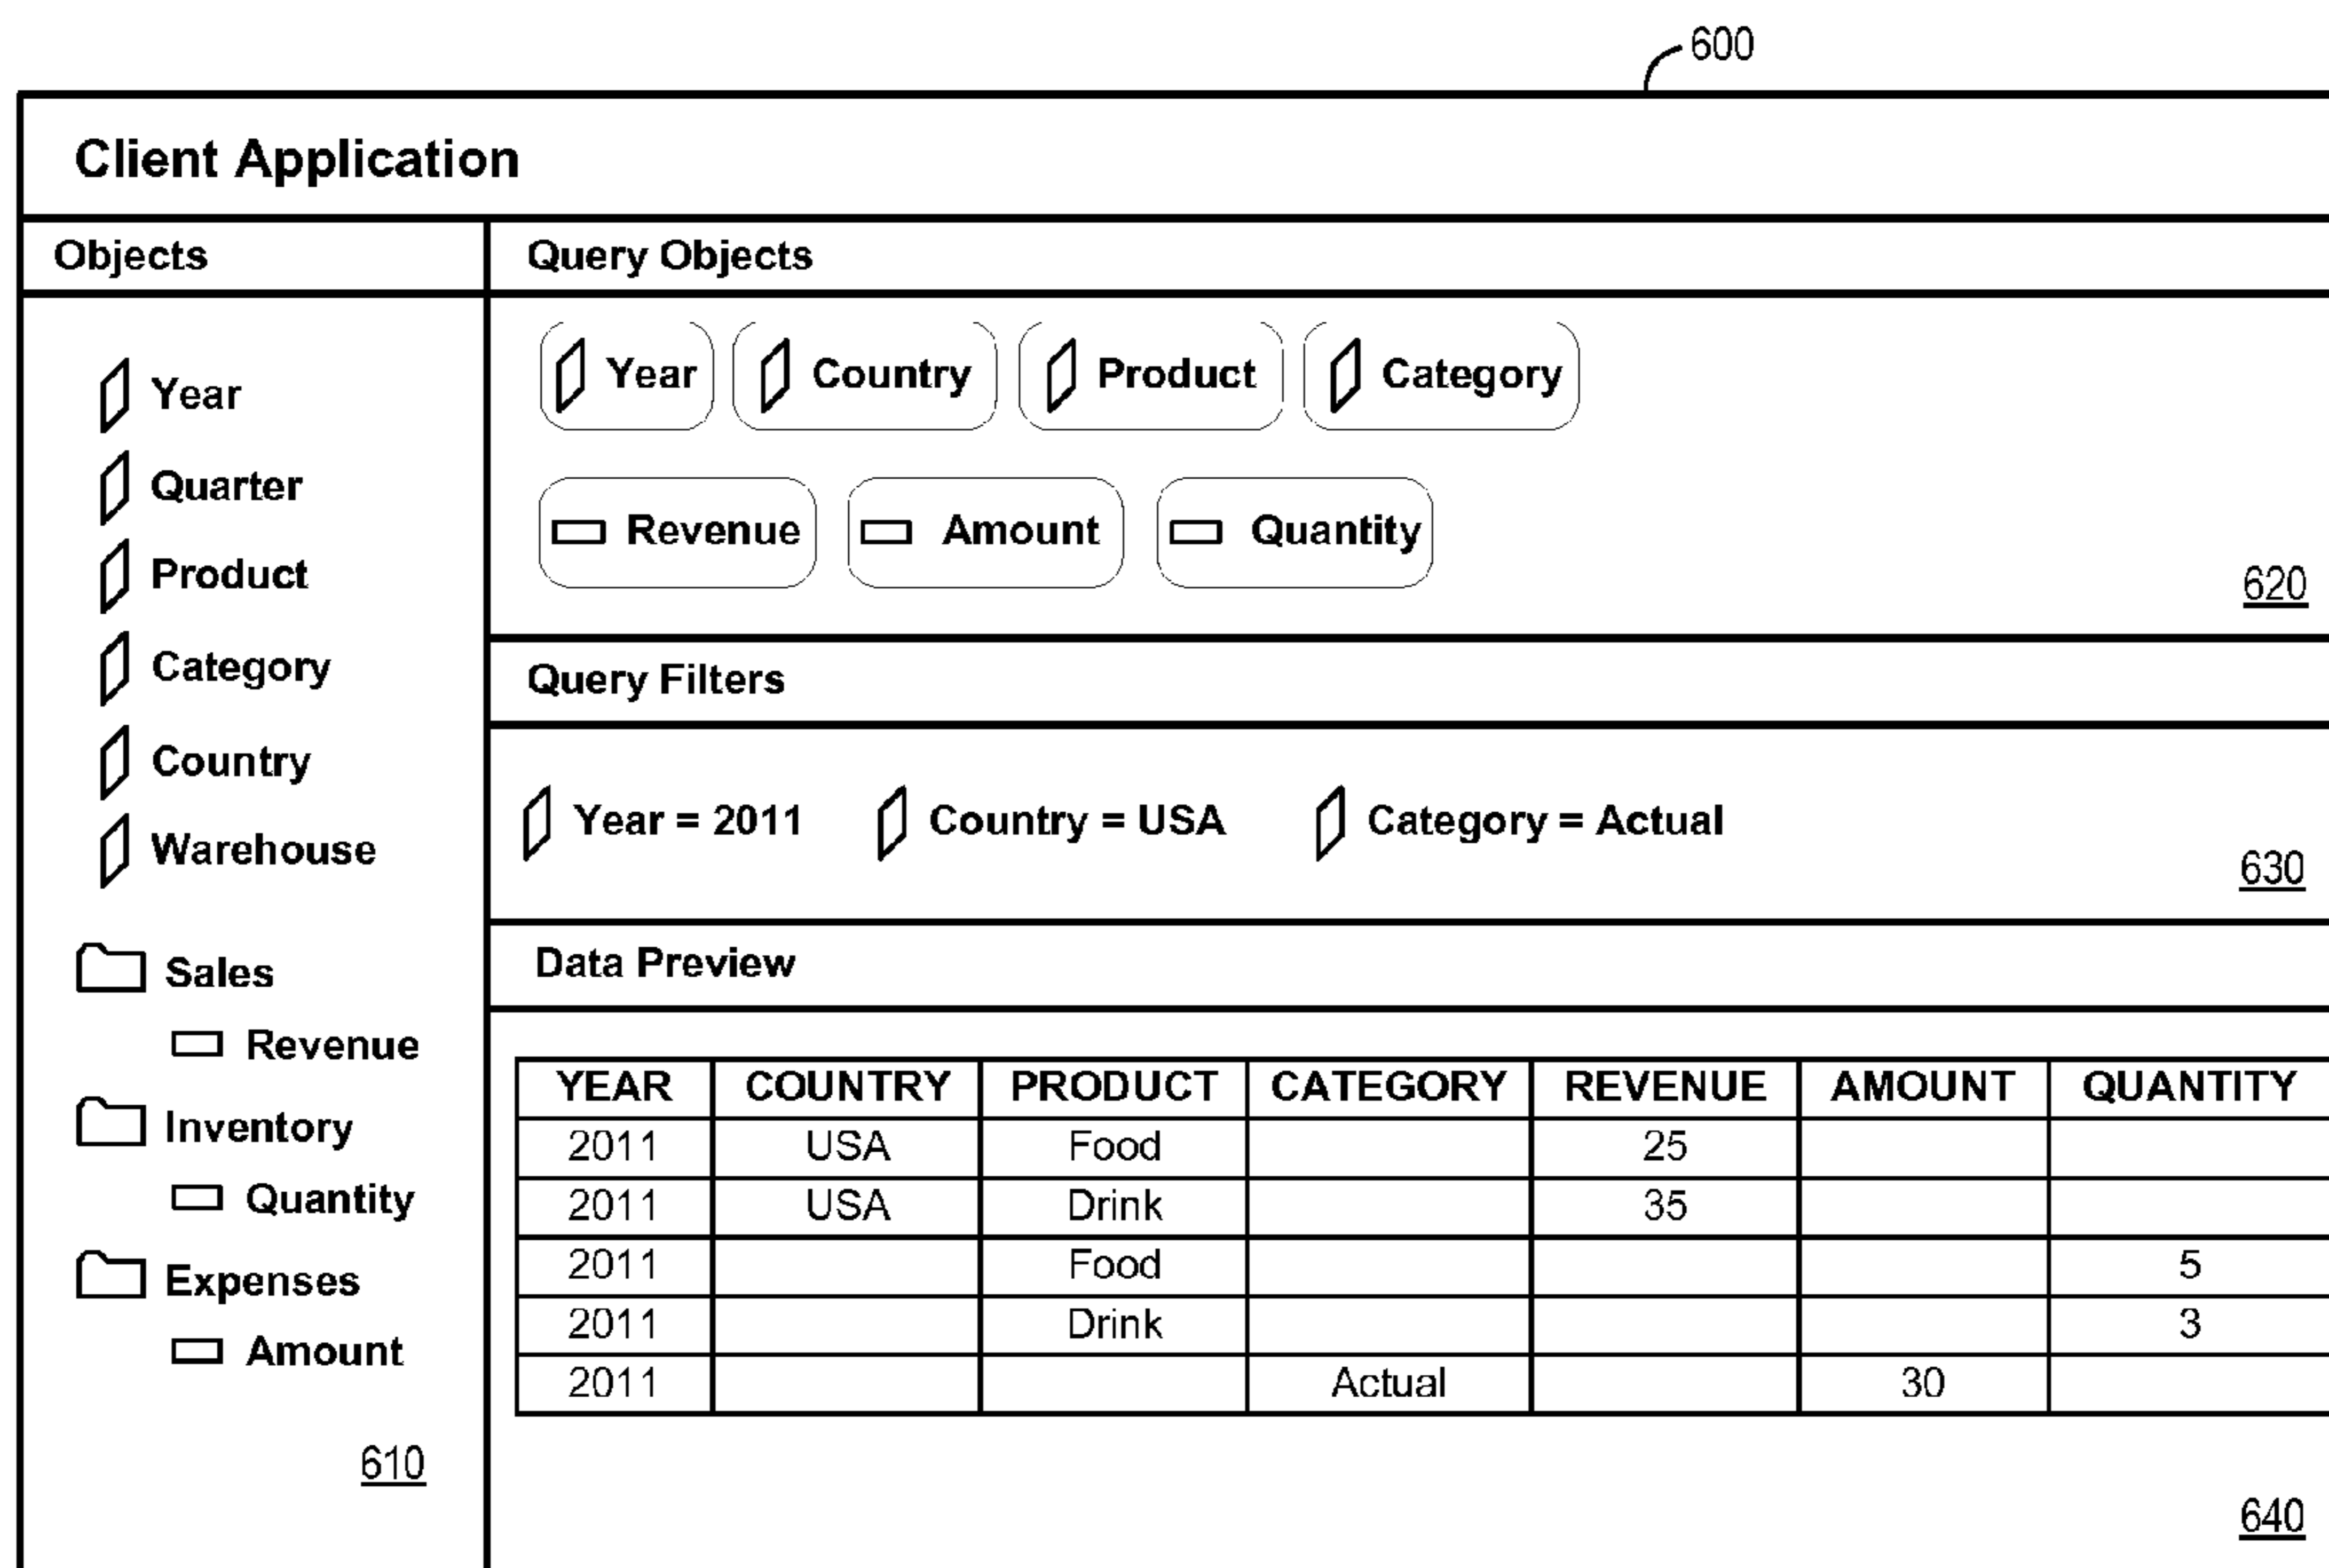 600
Client Application
Objects
Year
Quarter
Product
Category
Country
Warehouse
Sales
Revenue
Inventory
Quantity
Expenses
Amount
610
Query Objects
Year Country Product Category
Revenue Amount Quantity
620
Query Filters
Year = 2011 Country = USA Category = Actual
630
Data Preview
YEAR COUNTRY PRODUCT CATEGORY REVENUE AMOUNT QUANTITY
2011 USA Food 25
2011 USA Drink 35
2011 Food 5
2011 Drink 3
2011 Actual 30
640